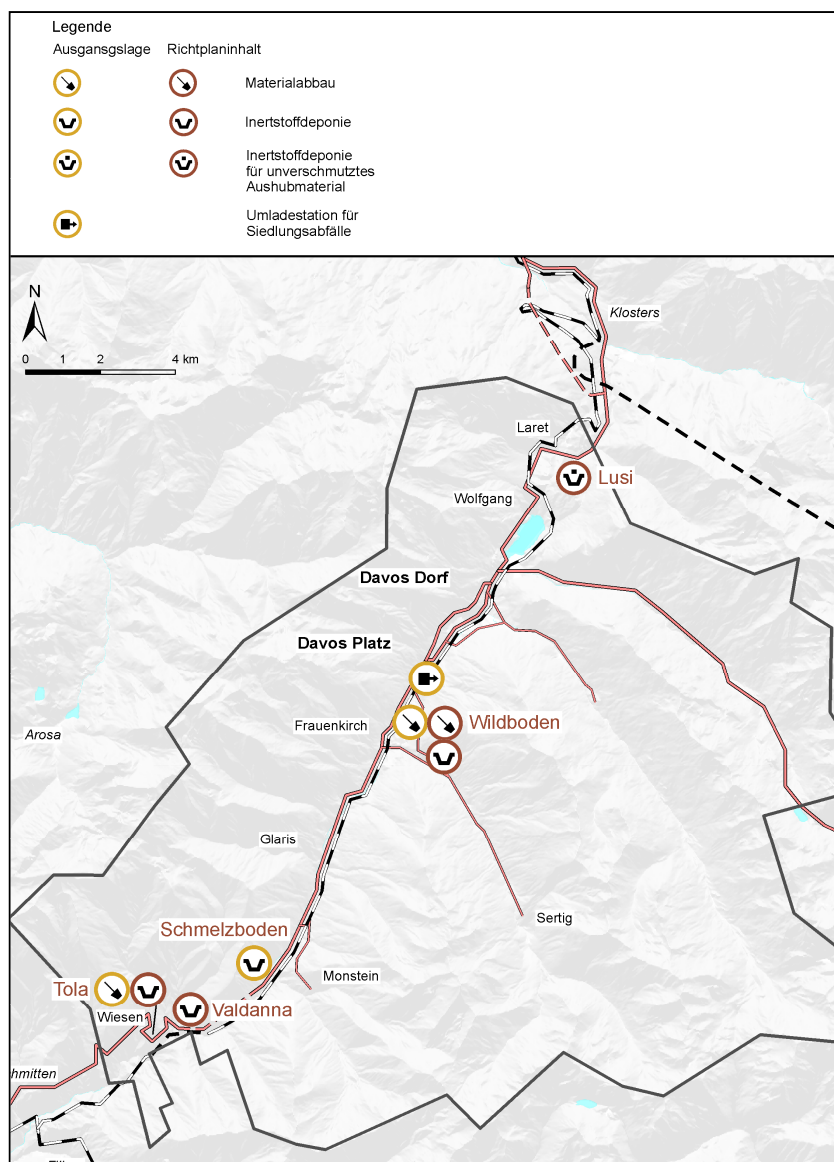 Legende
Ausgansgslage Richtplaninhalt
Materialabbau
Inertstoffdeponie
Inertstoffdeponie
für unverschmutztes
Aushubmaterial
Umladestation für
Siedlungsabfälle
N
0 1 2 4 km
Klosters
Laret
Lusi
Wolfgang
Davos Dorf
Davos Platz
Frauenkirch
Wildboden
Arosa
Glaris
Sertig
Schmelzboden
Monstein
Tola
Wiesen
Valdanna
hmitten